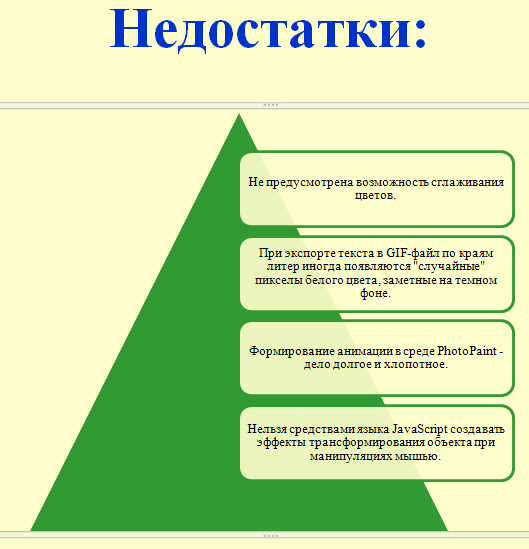 Недостатки:
Не предусмотрена возможность сглаживания
цветов.
При экспорте текста в GIF-файл по краям
литер иногда появляются "случайные"
пикселы белого цвета, заметные на темном
фоне.
Формирование анимации в среде PhotoPaint -
дело долгое и хлопотное.
Нельзя средствами языка JavaScript создавать
эффекты трансформирования объекта при
манипуляциях мышью.